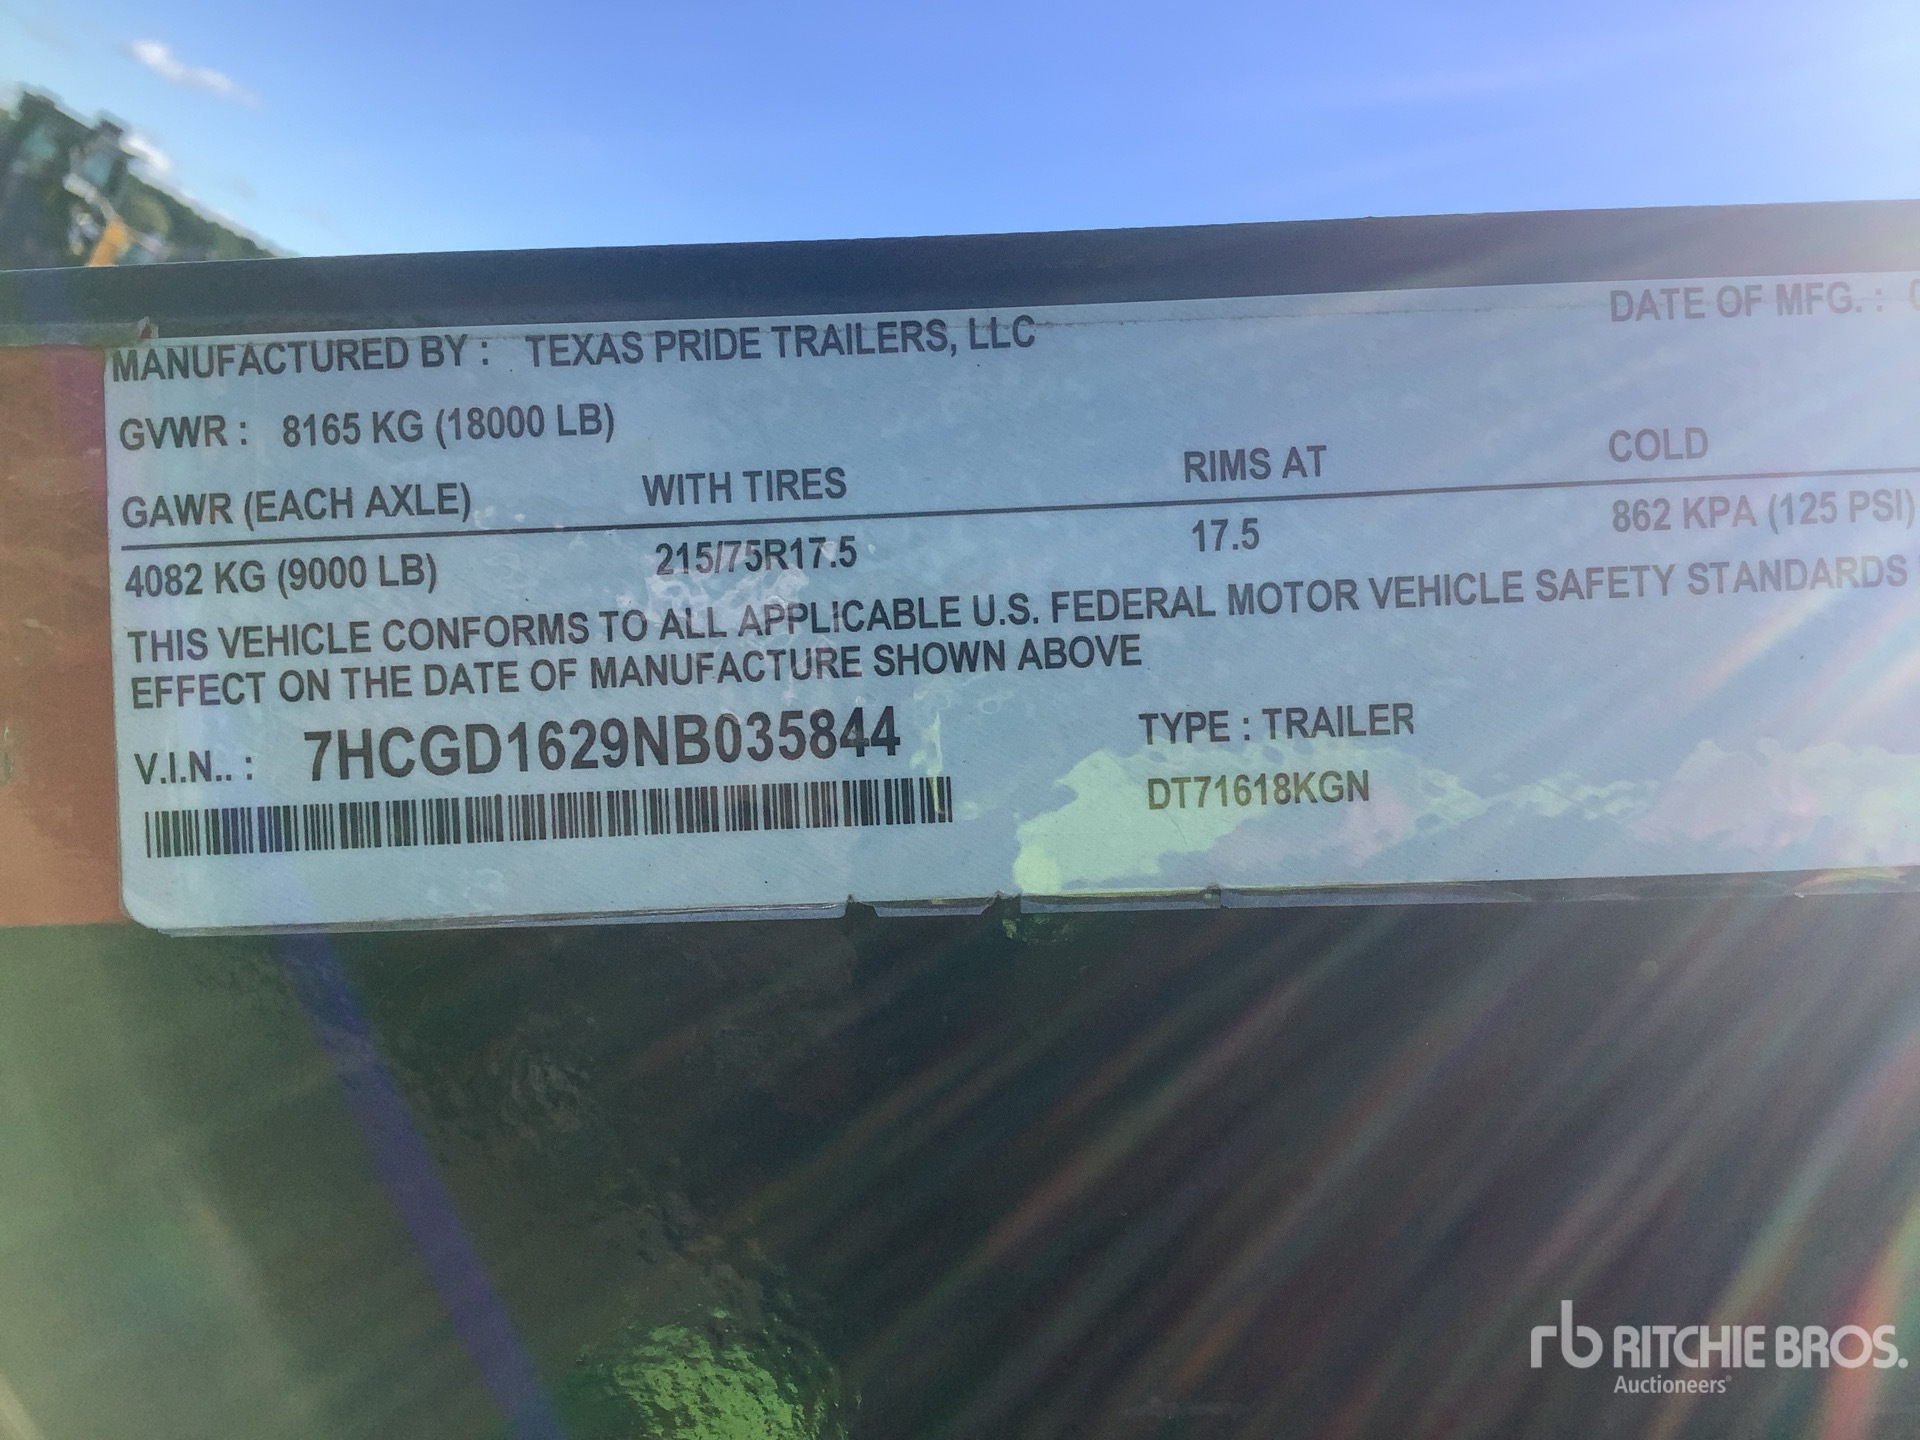 MANUFACTURED BY : TEXAS PRIDE TRAILERS, LLC DATE OF MFG. :
GVWR : 8165 KG (18000 LB)
GAWR (EACH AXLE) WITH TIRES RIMS AT COLD
4082 KG (9000 LB) 215/75R17.5 17.5 862 KPA (125 PSI)
THIS VEHICLE CONFORMS TO ALL APPLICABLE U.S. FEDERAL MOTOR VEHICLE SAFETY STANDARDS
EFFECT ON THE DATE OF MANUFACTURE SHOWN ABOVE
V.I.N.. : 7HCGD1629NB035844 TYPE : TRAILER
DT71618KGN
rb RITCHIE BROS.
Auctioneers